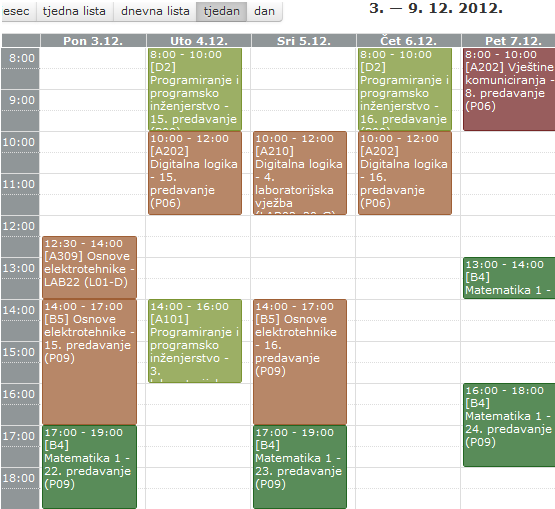 esec tjedna lista dnevna lista tjedan dan
3. — 9. 12. 2012.
Pon 3.12. Uto 4.12. Sri 5.12. Čet 6.12. Pet 7.12.
8:00
9:00
10:00
11:00
12:00
13:00
14:00
15:00
16:00
17:00
18:00
12:30 - 14:00
[A309] Osnove
elektrotehnike -
LAB22 (L01-D)
14:00 - 17:00
[B5] Osnove
elektrotehnike -
15. predavanje
(P09)
17:00 - 19:00
[B4]
Matematika 1 -
22. predavanje
(P09)
8:00 - 10:00
[D2]
Programiranje i
programsko
inženjerstvo -
15. predavanje
10:00 - 12:00
[A202]
Digitalna logika
- 15.
predavanje
(P06)
14:00 - 16:00
[A101]
Programiranje i
programsko
inženjerstvo -
3.
10:00 - 12:00
[A210]
Digitalna logika
- 4.
laboratorijska
vježba
14:00 - 17:00
[B5] Osnove
elektrotehnike
- 16.
predavanje
(P09)
17:00 - 19:00
[B4]
Matematika 1 -
23. predavanje
(P09)
8:00 - 10:00
[D2]
Programiranje i
programsko
inženjerstvo -
16. predavanje
10:00 - 12:00
[A202]
Digitalna logika
- 16.
predavanje
(P06)
8:00 - 10:00
[A202] Vještine
komuniciranja -
8. predavanje
(P06)
13:00 - 14:00
[B4]
Matematika 1 -
16:00 - 18:00
[B4]
Matematika 1 -
24. predavanje
(P09)